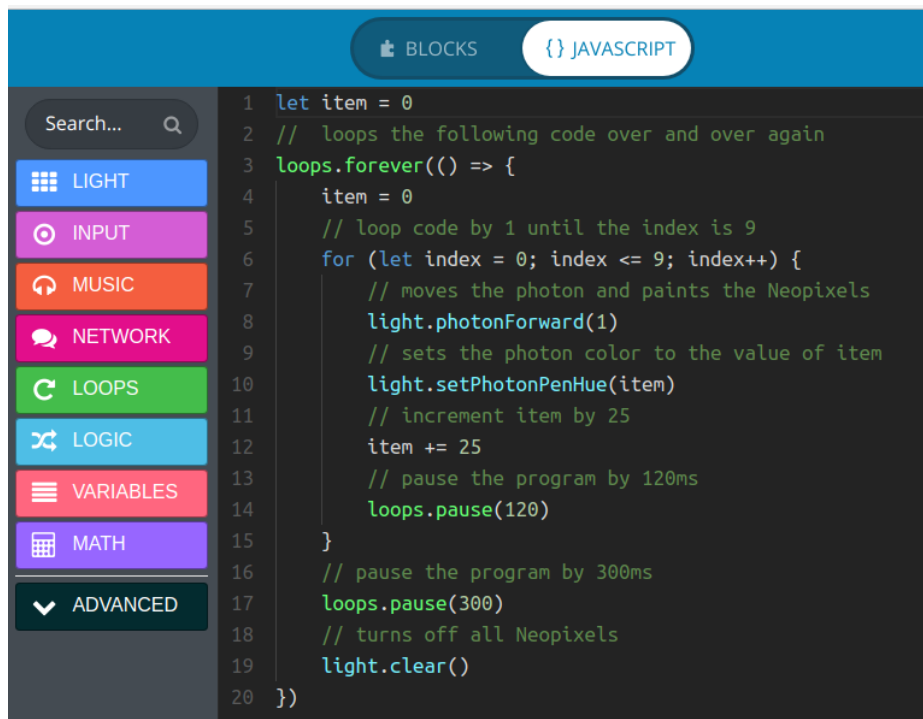 BLOCKS
{ } JAVASCRIPT
Search...
LIGHT
INPUT
MUSIC
NETWORK
LOOPS
LOGIC
VARIABLES
MATH
ADVANCED
1 let item = 0
2 //  loops the following code over and over again
3 loops.forever(() => {
4     item = 0
5     // loop code by 1 until the index is 9
6     for (let index = 0; index <= 9; index++) {
7         // moves the photon and paints the Neopixels
8         light.photonForward(1)
9         // sets the photon color to the value of item
10         light.setPhotonPenHue(item)
11         // increment item by 25
12         item += 25
13         // pause the program by 120ms
14         loops.pause(120)
15     }
16     // pause the program by 300ms
17     loops.pause(300)
18     // turns off all Neopixels
19     light.clear()
20 })